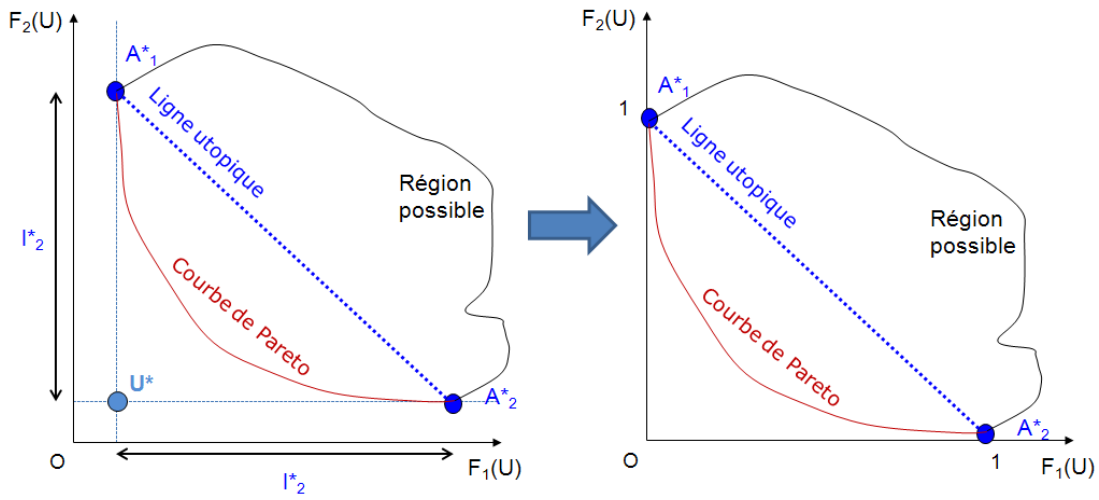 F₂(U)
A*₁
Ligne utopique
Région
possible
I*₂
Courbe de Pareto
U*
A*₂
O
F₁(U)
I*₂
F₂(U)
A*₁
1
Ligne utopique
Région
possible
Courbe de Pareto
A*₂
O
1
F₁(U)